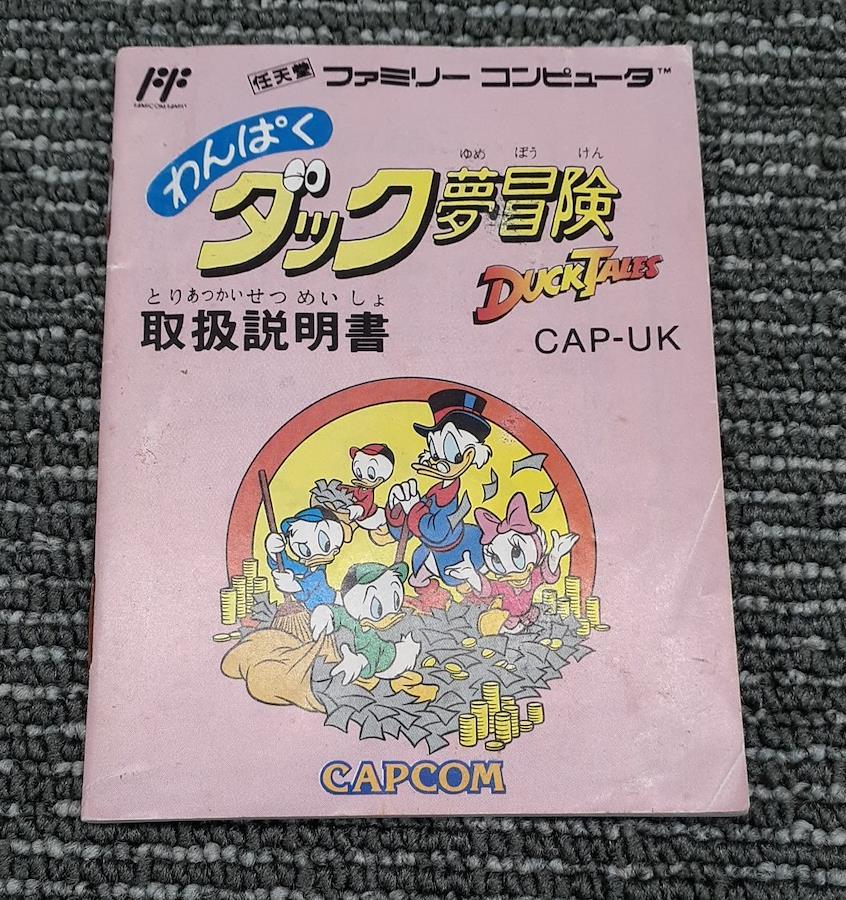 FAMICOM FAMILY
任天堂 ファミリー コンピュータ™
わんぱく
ゆめ ぼう けん
ダック夢冒険
DUCKTALES
とりあつかいせつめいしょ
取扱説明書 CAP-UK
CAPCOM